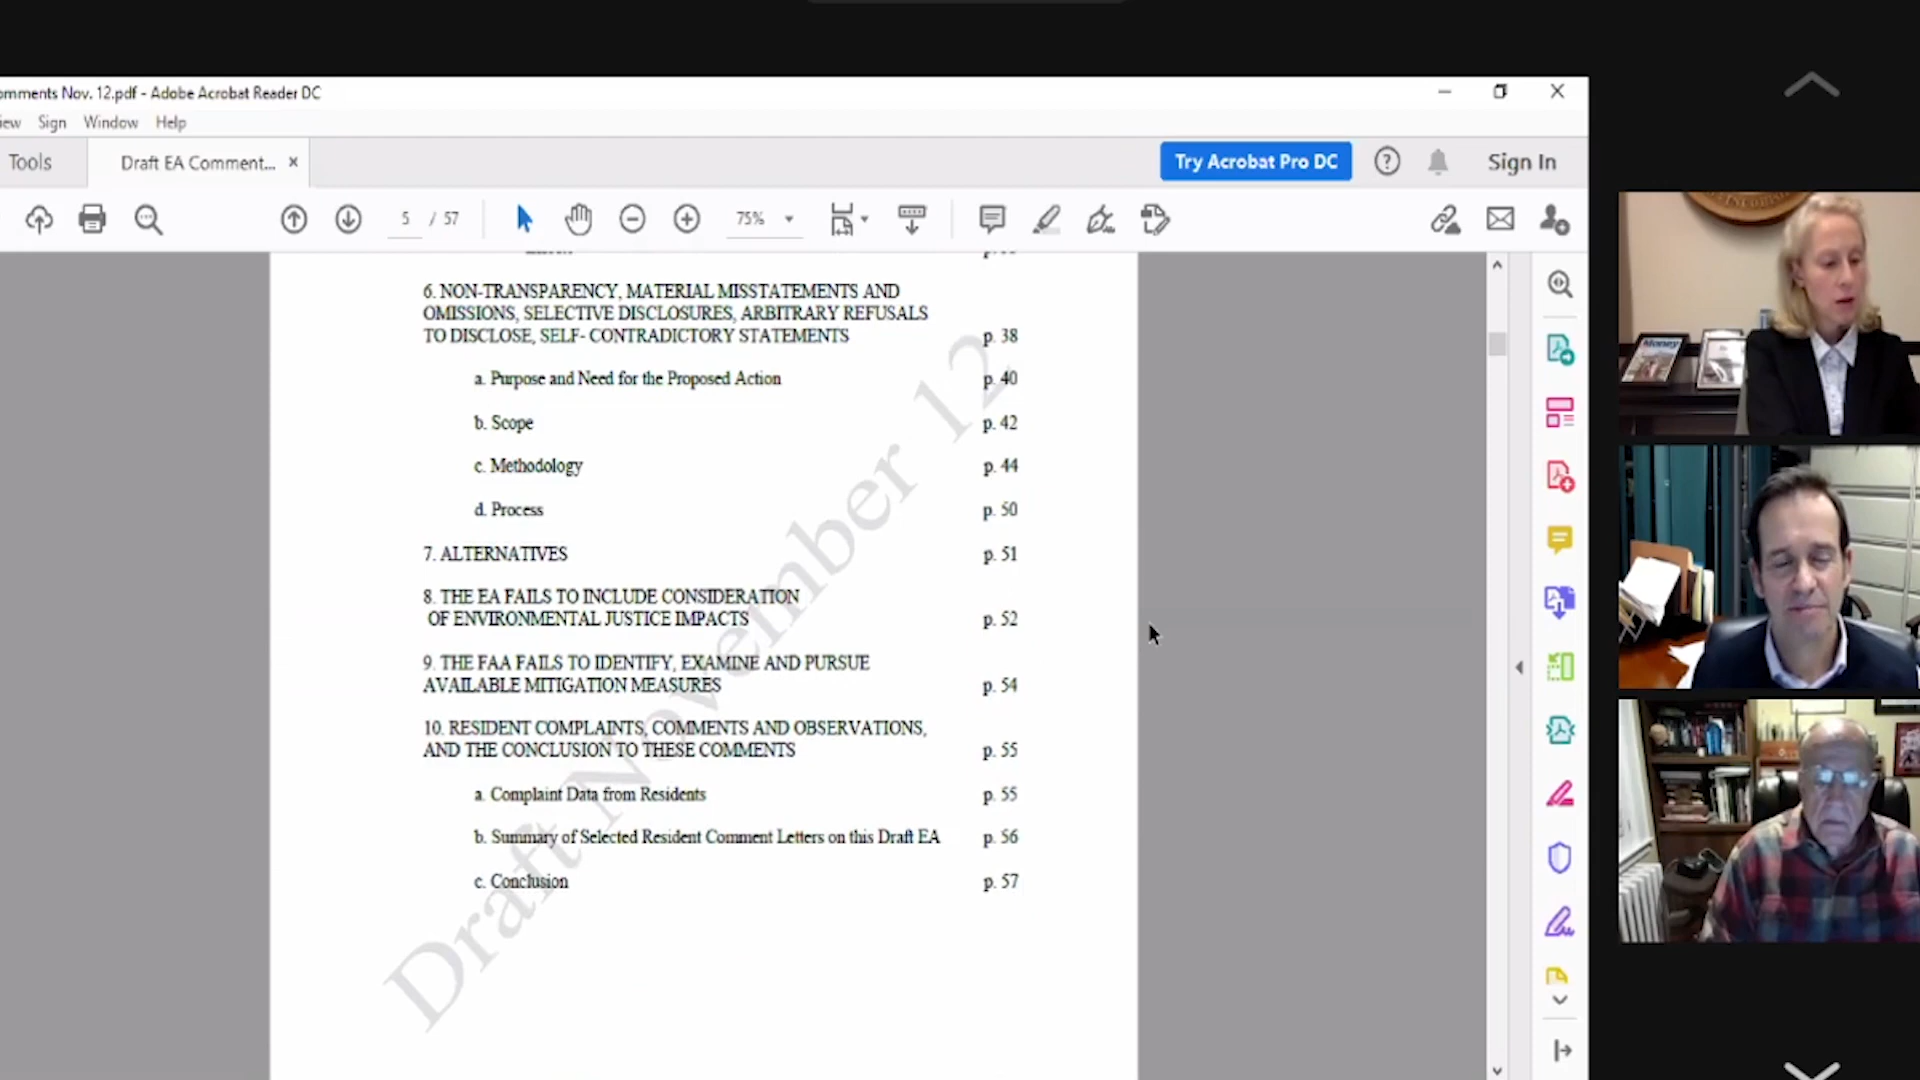 omments Nov. 12.pdf - Adobe Acrobat Reader DC
iew Sign Window Help
Tools Draft EA Comment... × Try Acrobat Pro DC Sign In
5 / 57 75%
6. NON-TRANSPARENCY, MATERIAL MISSTATEMENTS AND
OMISSIONS, SELECTIVE DISCLOSURES, ARBITRARY REFUSALS
TO DISCLOSE, SELF- CONTRADICTORY STATEMENTS p. 38
a. Purpose and Need for the Proposed Action p. 40
b. Scope p. 42
c. Methodology p. 44
d. Process p. 50
7. ALTERNATIVES p. 51
8. THE EA FAILS TO INCLUDE CONSIDERATION
OF ENVIRONMENTAL JUSTICE IMPACTS p. 52
9. THE FAA FAILS TO IDENTIFY, EXAMINE AND PURSUE
AVAILABLE MITIGATION MEASURES p. 54
10. RESIDENT COMPLAINTS, COMMENTS AND OBSERVATIONS,
AND THE CONCLUSION TO THESE COMMENTS p. 55
a. Complaint Data from Residents p. 55
b. Summary of Selected Resident Comment Letters on this Draft EA p. 56
c. Conclusion p. 57
Draft November 12
Money